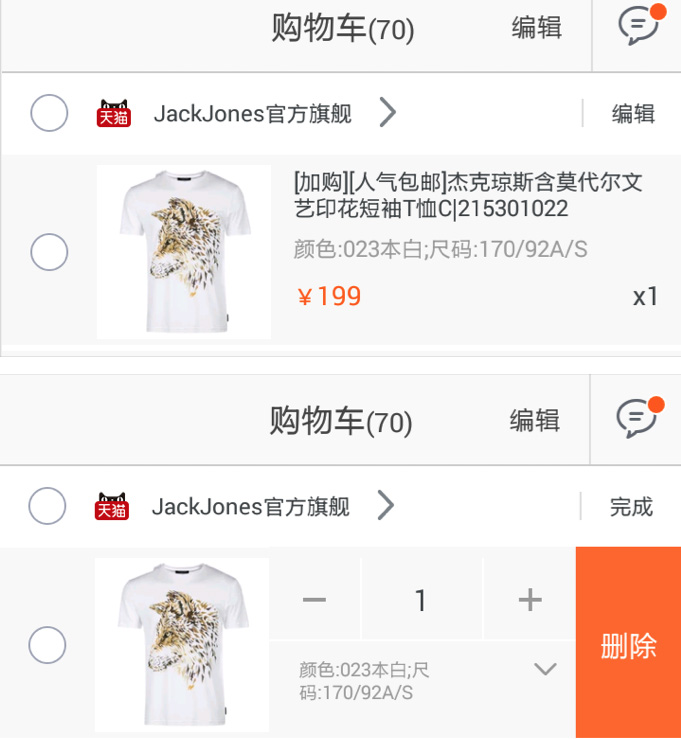 购物车(70)
编辑
天猫
JackJones官方旗舰
编辑
[加购][人气包邮]杰克琼斯含莫代尔文
艺印花短袖T恤C|215301022
颜色:023本白;尺码:170/92A/S
￥199
x1
购物车(70)
编辑
天猫
JackJones官方旗舰
完成
1
颜色:023本白;尺
码:170/92A/S
删除